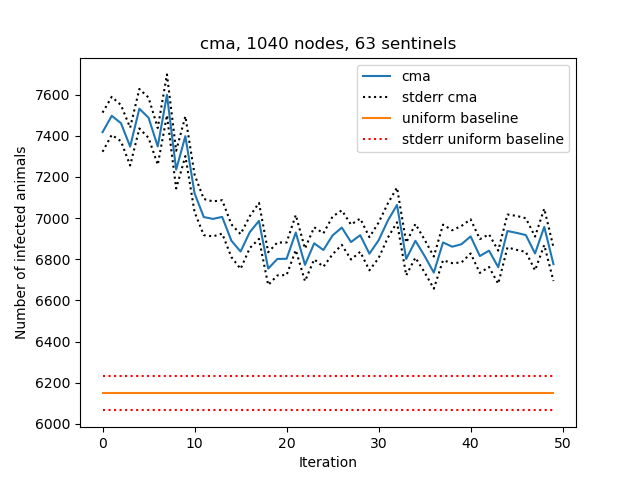 cma, 1040 nodes, 63 sentinels
cma
stderr cma
uniform baseline
stderr uniform baseline
Number of infected animals
7600
7400
7200
7000
6800
6600
6400
6200
6000
0 10 20 30 40 50
Iteration